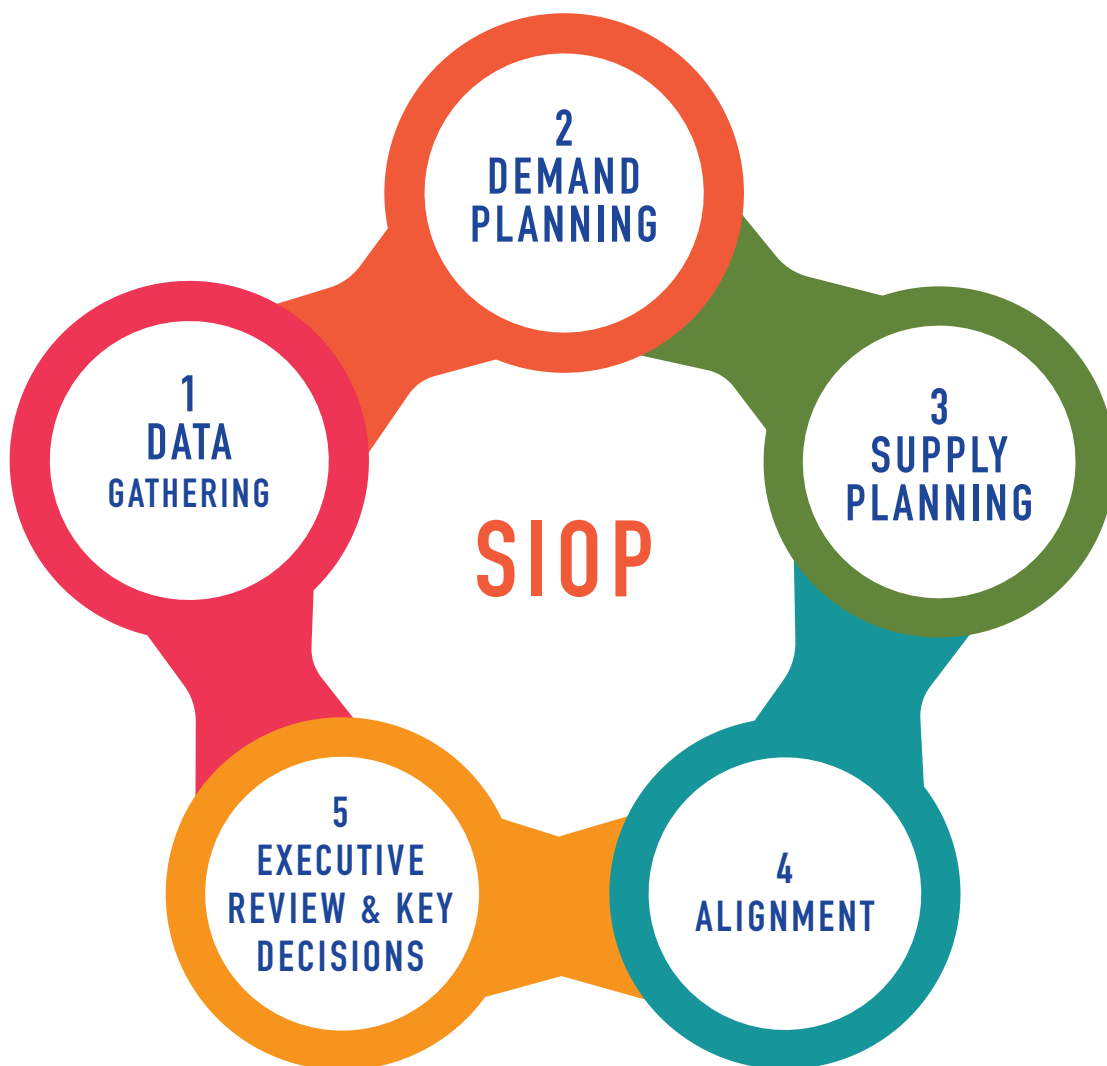 1
DATA
GATHERING
2
DEMAND
PLANNING
3
SUPPLY
PLANNING
4
ALIGNMENT
5
EXECUTIVE
REVIEW & KEY
DECISIONS
SIOP